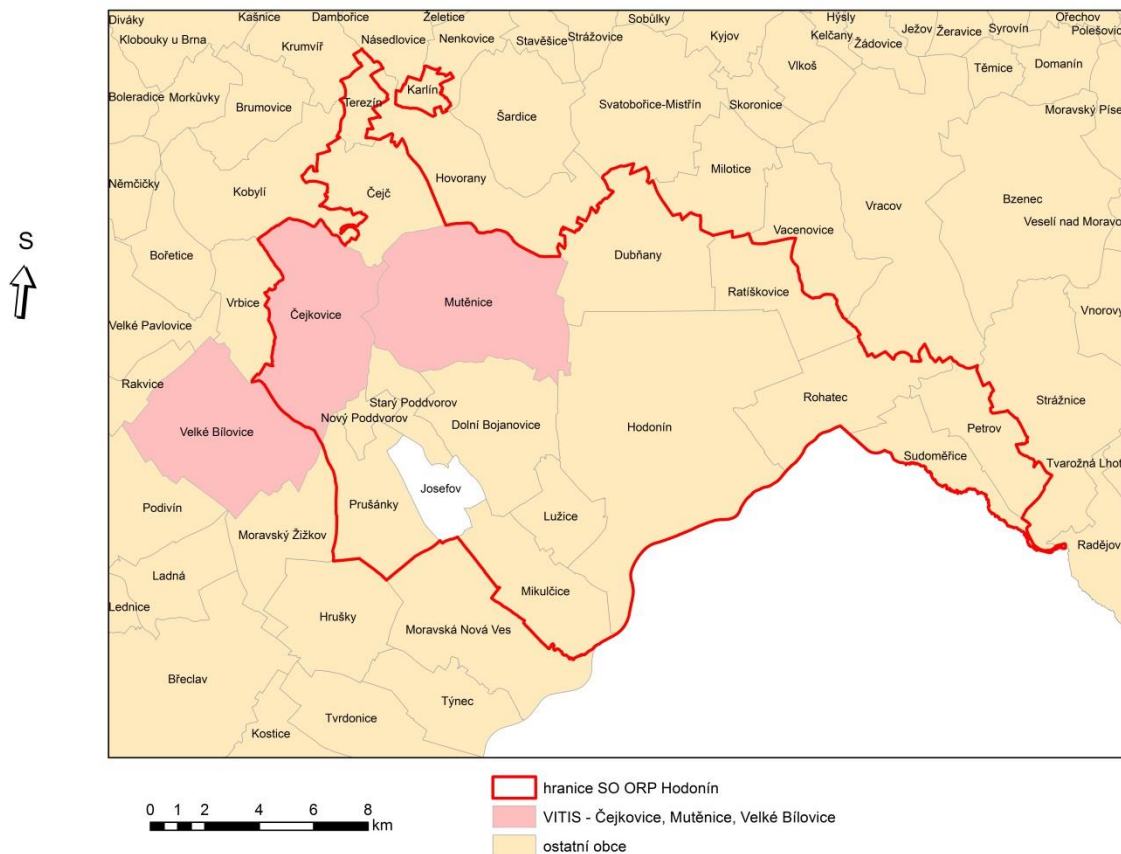 Diváky
Kašnice
Dambořice
Želetice
Sobůlky
Hýsly
Ořechov
Klobouky u Brna
Krumvíř
Násedlovice
Nenkovice
Stavěšice
Strážovice
Kyjov
Kelčany
Ježov
Žeravice
Syrovín
Polešovic
Žádovice
Vlkoš
Těmice
Domanín
Boleradice
Morkůvky
Brumovice
Terezín
Karlín
Šardice
Svatobořice-Mistřín
Skoronice
Moravský Píse
Milotice
Němčičky
Kobylí
Čejč
Hovorany
Vracov
Bzenec
Veselí nad Moravo
Vacenovice
S
Bořetice
Dubňany
Vrbice
Čejkovice
Mutěnice
Ratíškovice
Vnorovy
Velké Pavlovice
Rakvice
Starý Poddvorov
Nový Poddvorov
Dolní Bojanovice
Hodonín
Rohatec
Strážnice
Velké Bílovice
Petrov
Sudoměřice
Tvarožná Lhot
Josefov
Podivín
Prušánky
Lužice
Moravský Žižkov
Radějov
Ladná
Lednice
Hrušky
Mikulčice
Moravská Nová Ves
Břeclav
Týnec
Tvrdonice
Kostice
0 1 2 4 6 8
km
hranice SO ORP Hodonín
VITIS - Čejkovice, Mutěnice, Velké Bílovice
ostatní obce